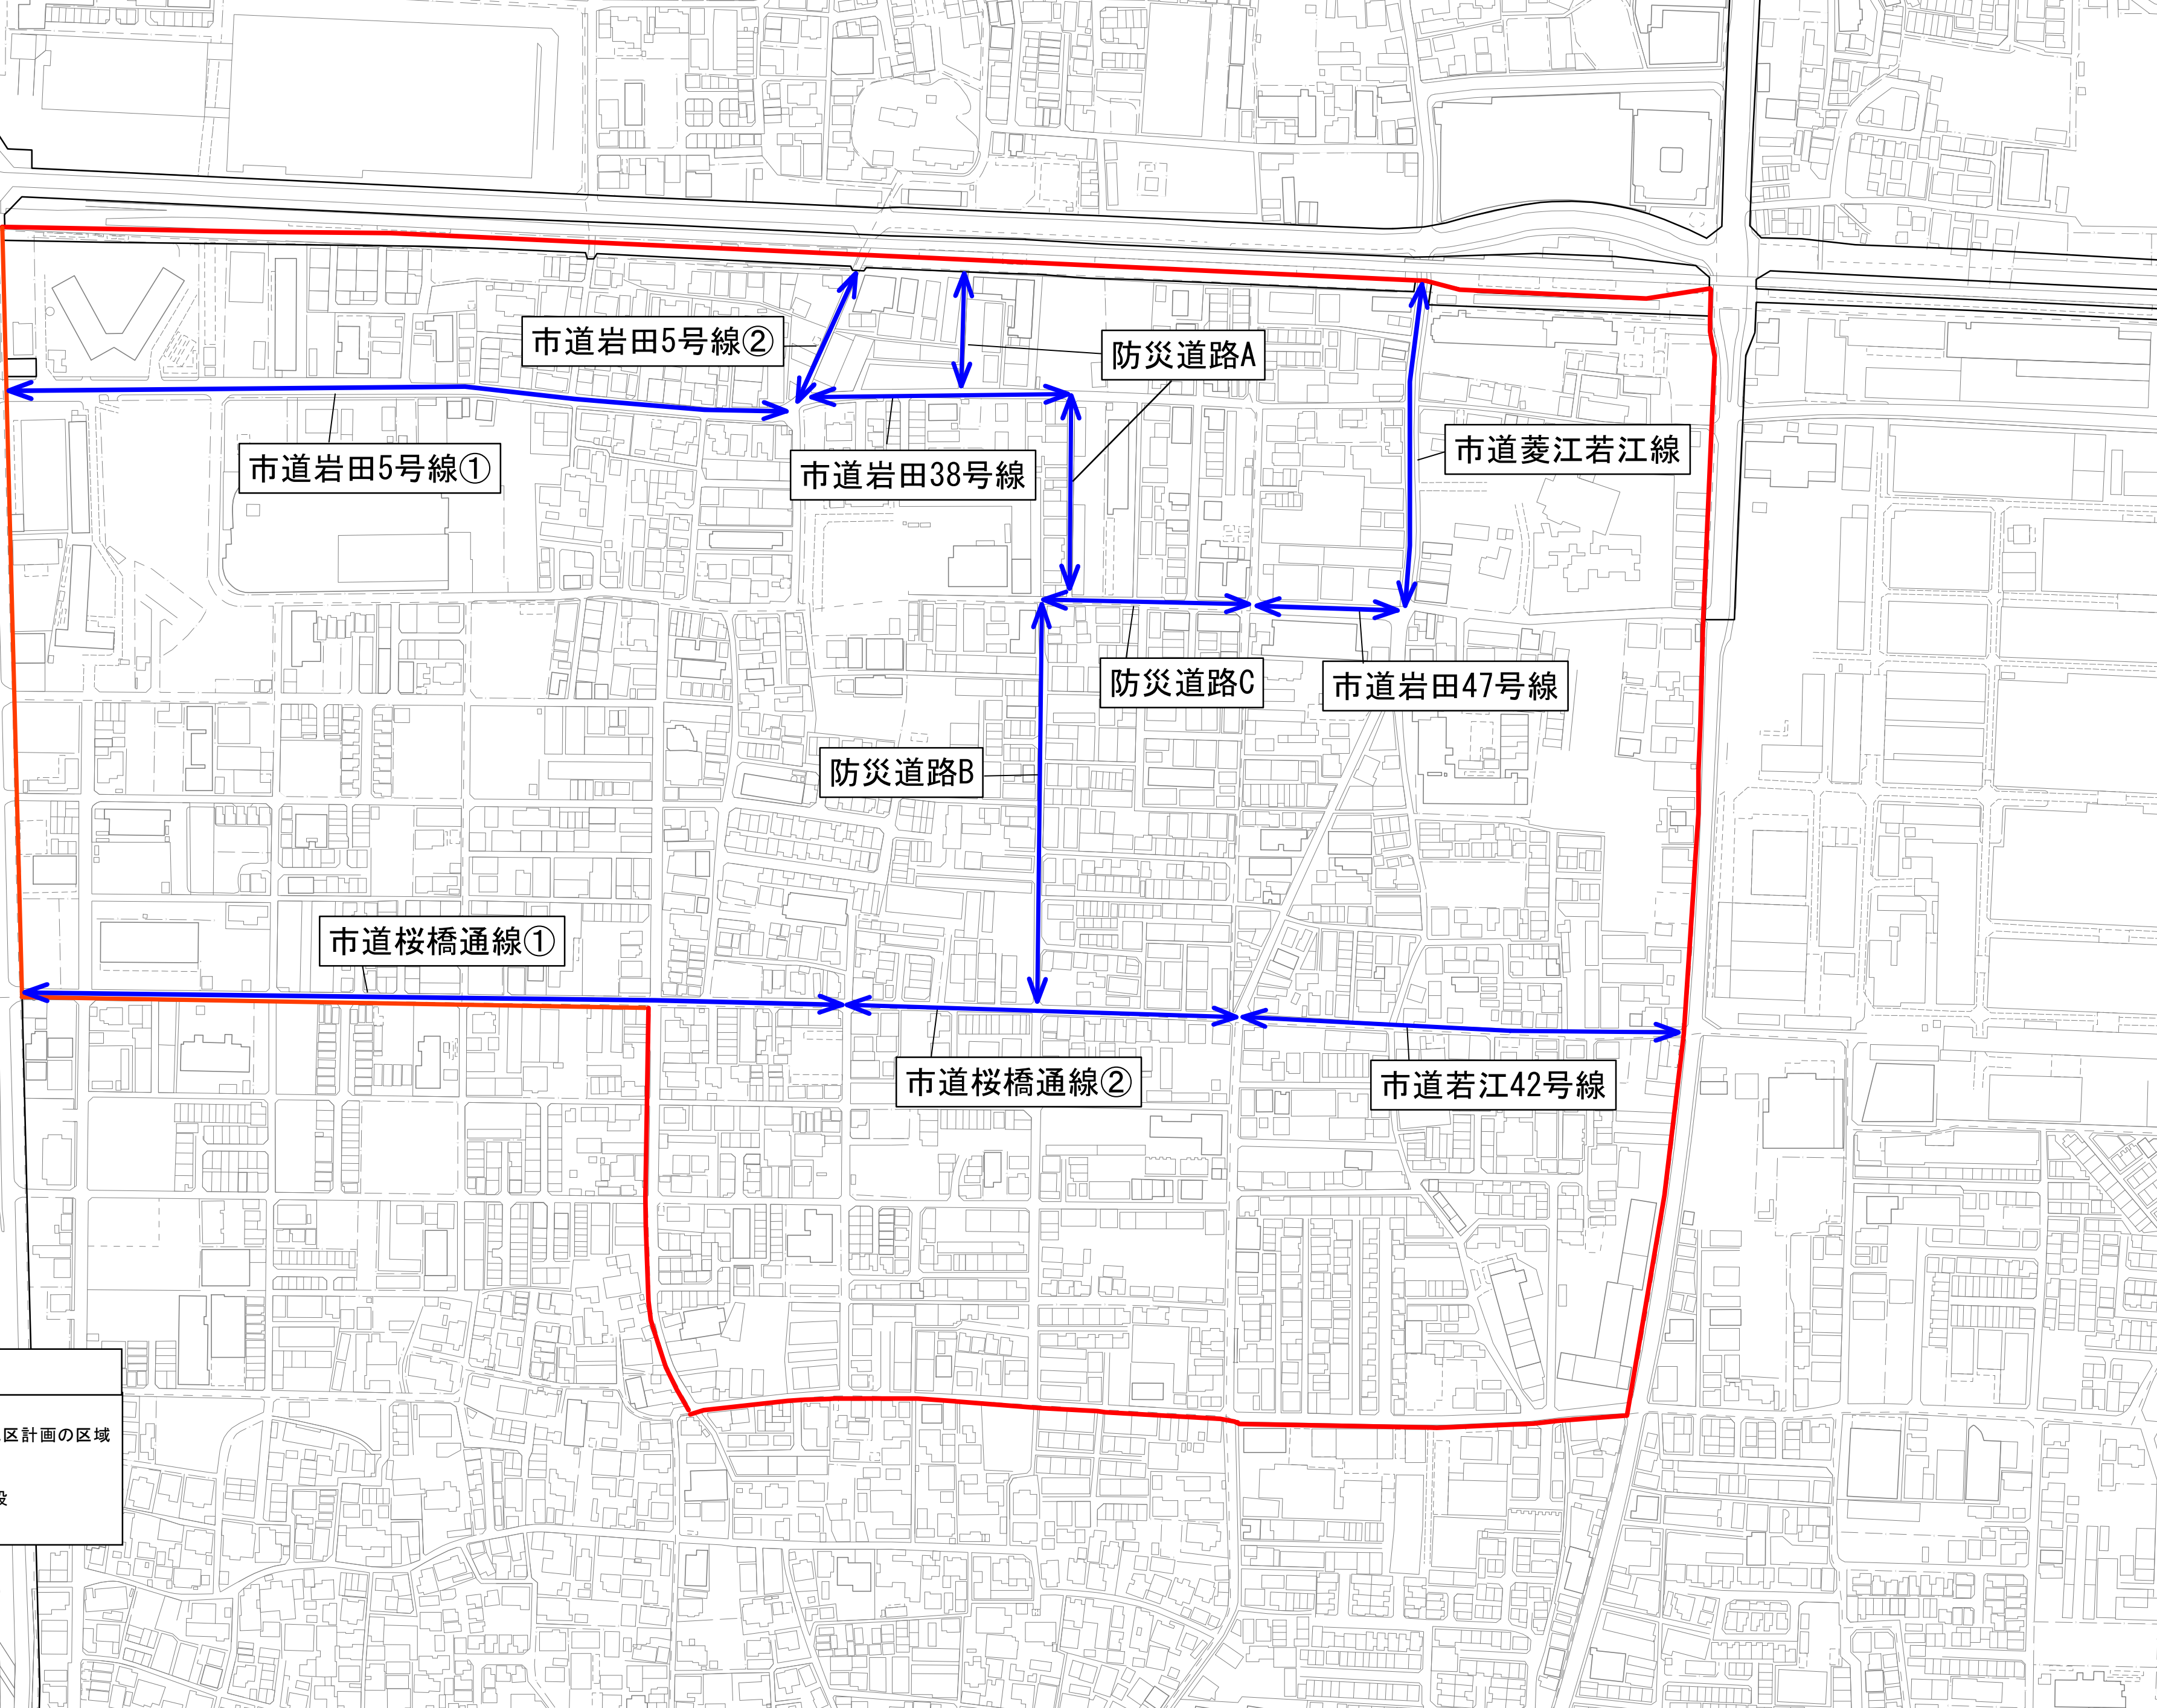 市道岩田5号線②
防災道路A
市道岩田5号線①
市道岩田38号線
市道菱江若江線
防災道路C
市道岩田47号線
防災道路B
市道桜橋通線①
市道桜橋通線②
市道若江42号線
区計画の区域